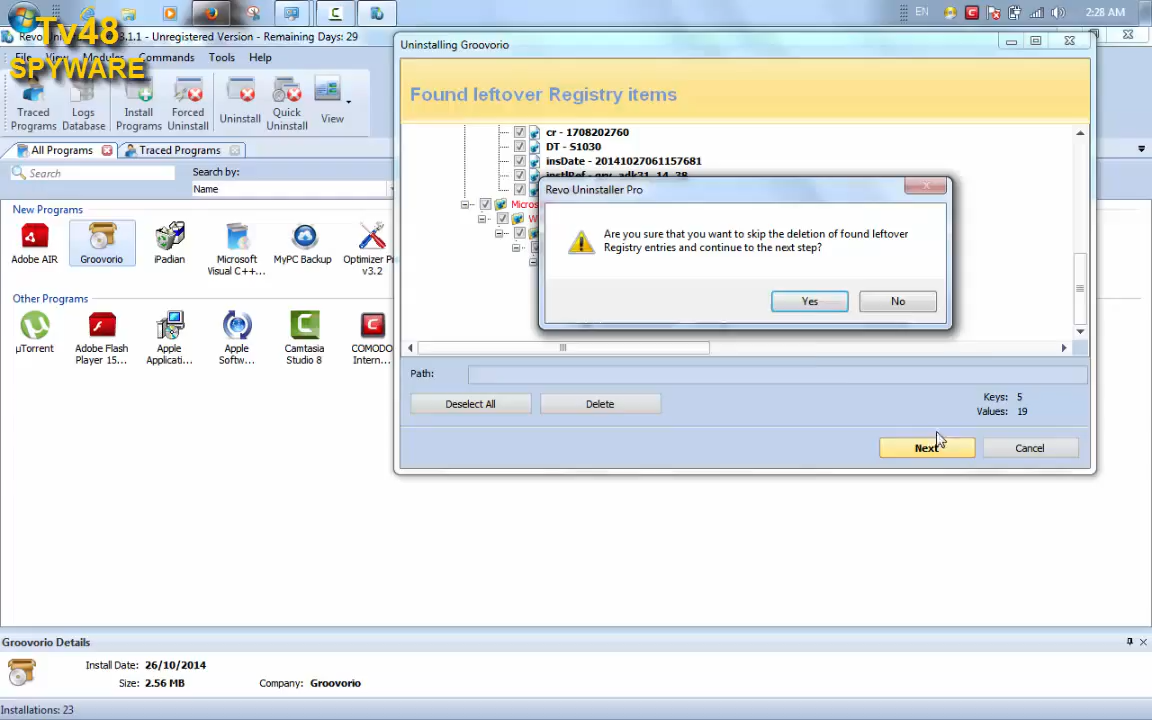 EN
2:28 AM
Tv48
SPYWARE
Revo Un
3.1.1 - Unregistered Version - Remaining Days: 29
File View Modules Commands Tools Help
Traced Programs
Logs Database
Install Programs
Forced Uninstall
Uninstall
Quick Uninstall
View
All Programs
Traced Programs
Search
Search by:
Name
New Programs
Adobe AIR
Groovorio
iPadian
Microsoft Visual C++...
MyPC Backup
Optimizer P
v3.2
Other Programs
µTorrent
Adobe Flash Player 15...
Apple Applicati...
Apple Softw...
Camtasia Studio 8
COMODO Intern...
Uninstalling Groovorio
Found leftover Registry items
cr - 1708202760
DT - S1030
insDate - 20141027061157681
Micros
W
Revo Uninstaller Pro
Are you sure that you want to skip the deletion of found leftover
Registry entries and continue to the next step?
Yes
No
Path:
Deselect All
Delete
Keys: 5
Values: 19
Next
Cancel
Groovorio Details
Install Date: 26/10/2014
Size: 2.56 MB
Company: Groovorio
Installations: 23